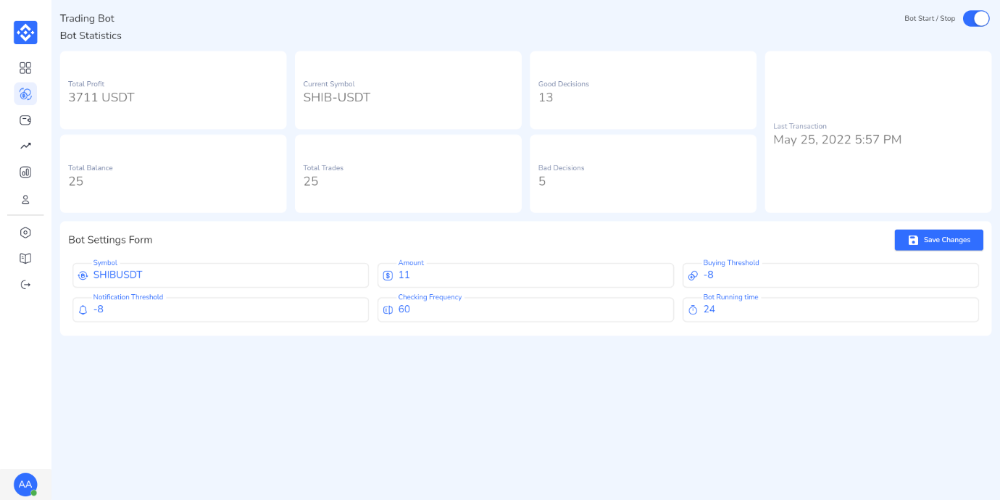 Trading Bot
Bot Start / Stop
Bot Statistics
Total Profit
3711 USDT
Current Symbol
SHIB-USDT
Good Decisions
13
Last Transaction
May 25, 2022 5:57 PM
Total Balance
25
Total Trades
25
Bad Decisions
5
Bot Settings Form
Save Changes
Symbol
SHIBUSDT
Amount
11
Buying Threshold
-8
Notification Threshold
-8
Checking Frequency
60
Bot Running time
24
AA